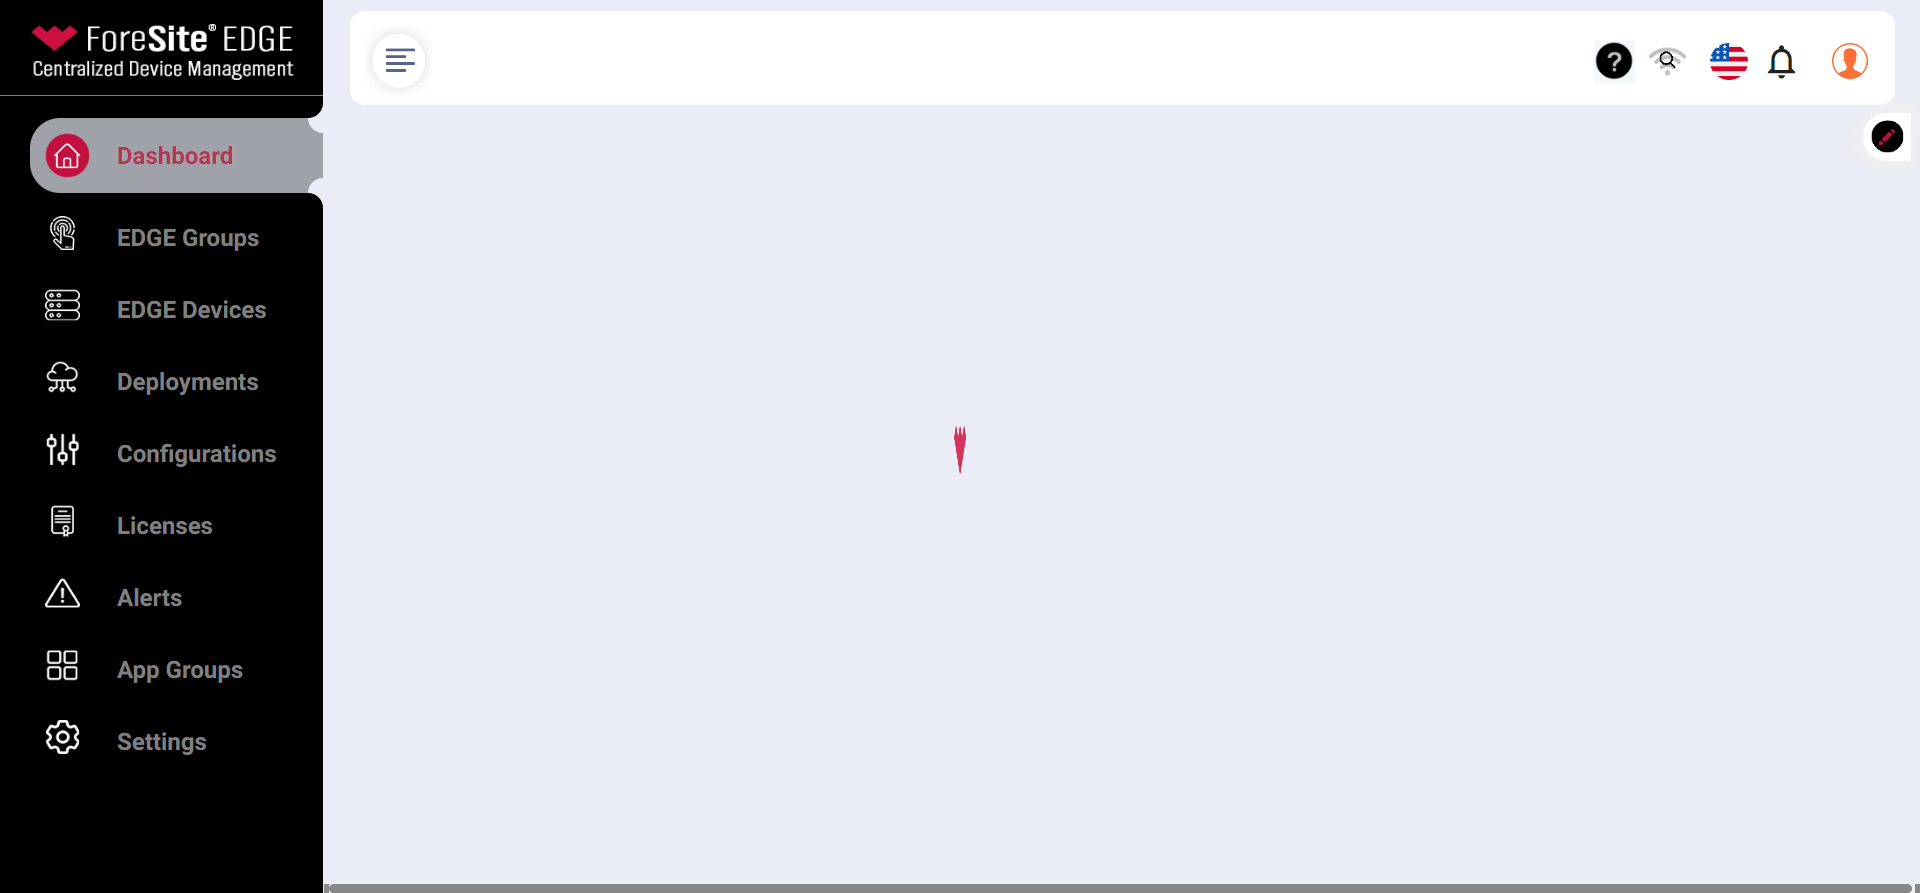 ForeSite® EDGE
Centralized Device Management
Dashboard
EDGE Groups
EDGE Devices
Deployments
Configurations
Licenses
Alerts
App Groups
Settings
?